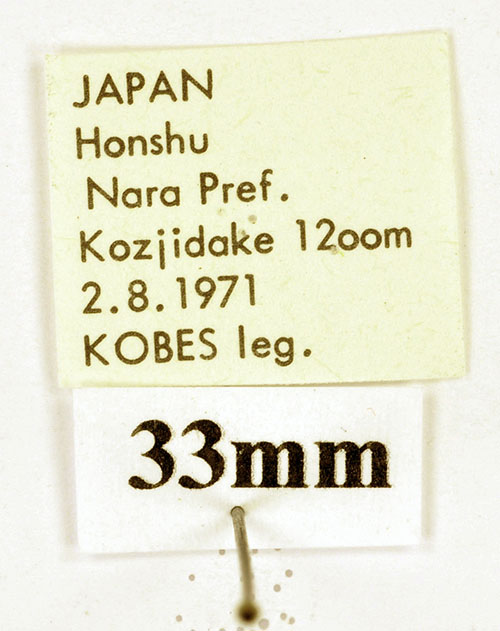 JAPAN
Honshu
Nara Pref.
Kozjidake 12oom
2.8.1971
KOBES leg.
33mm